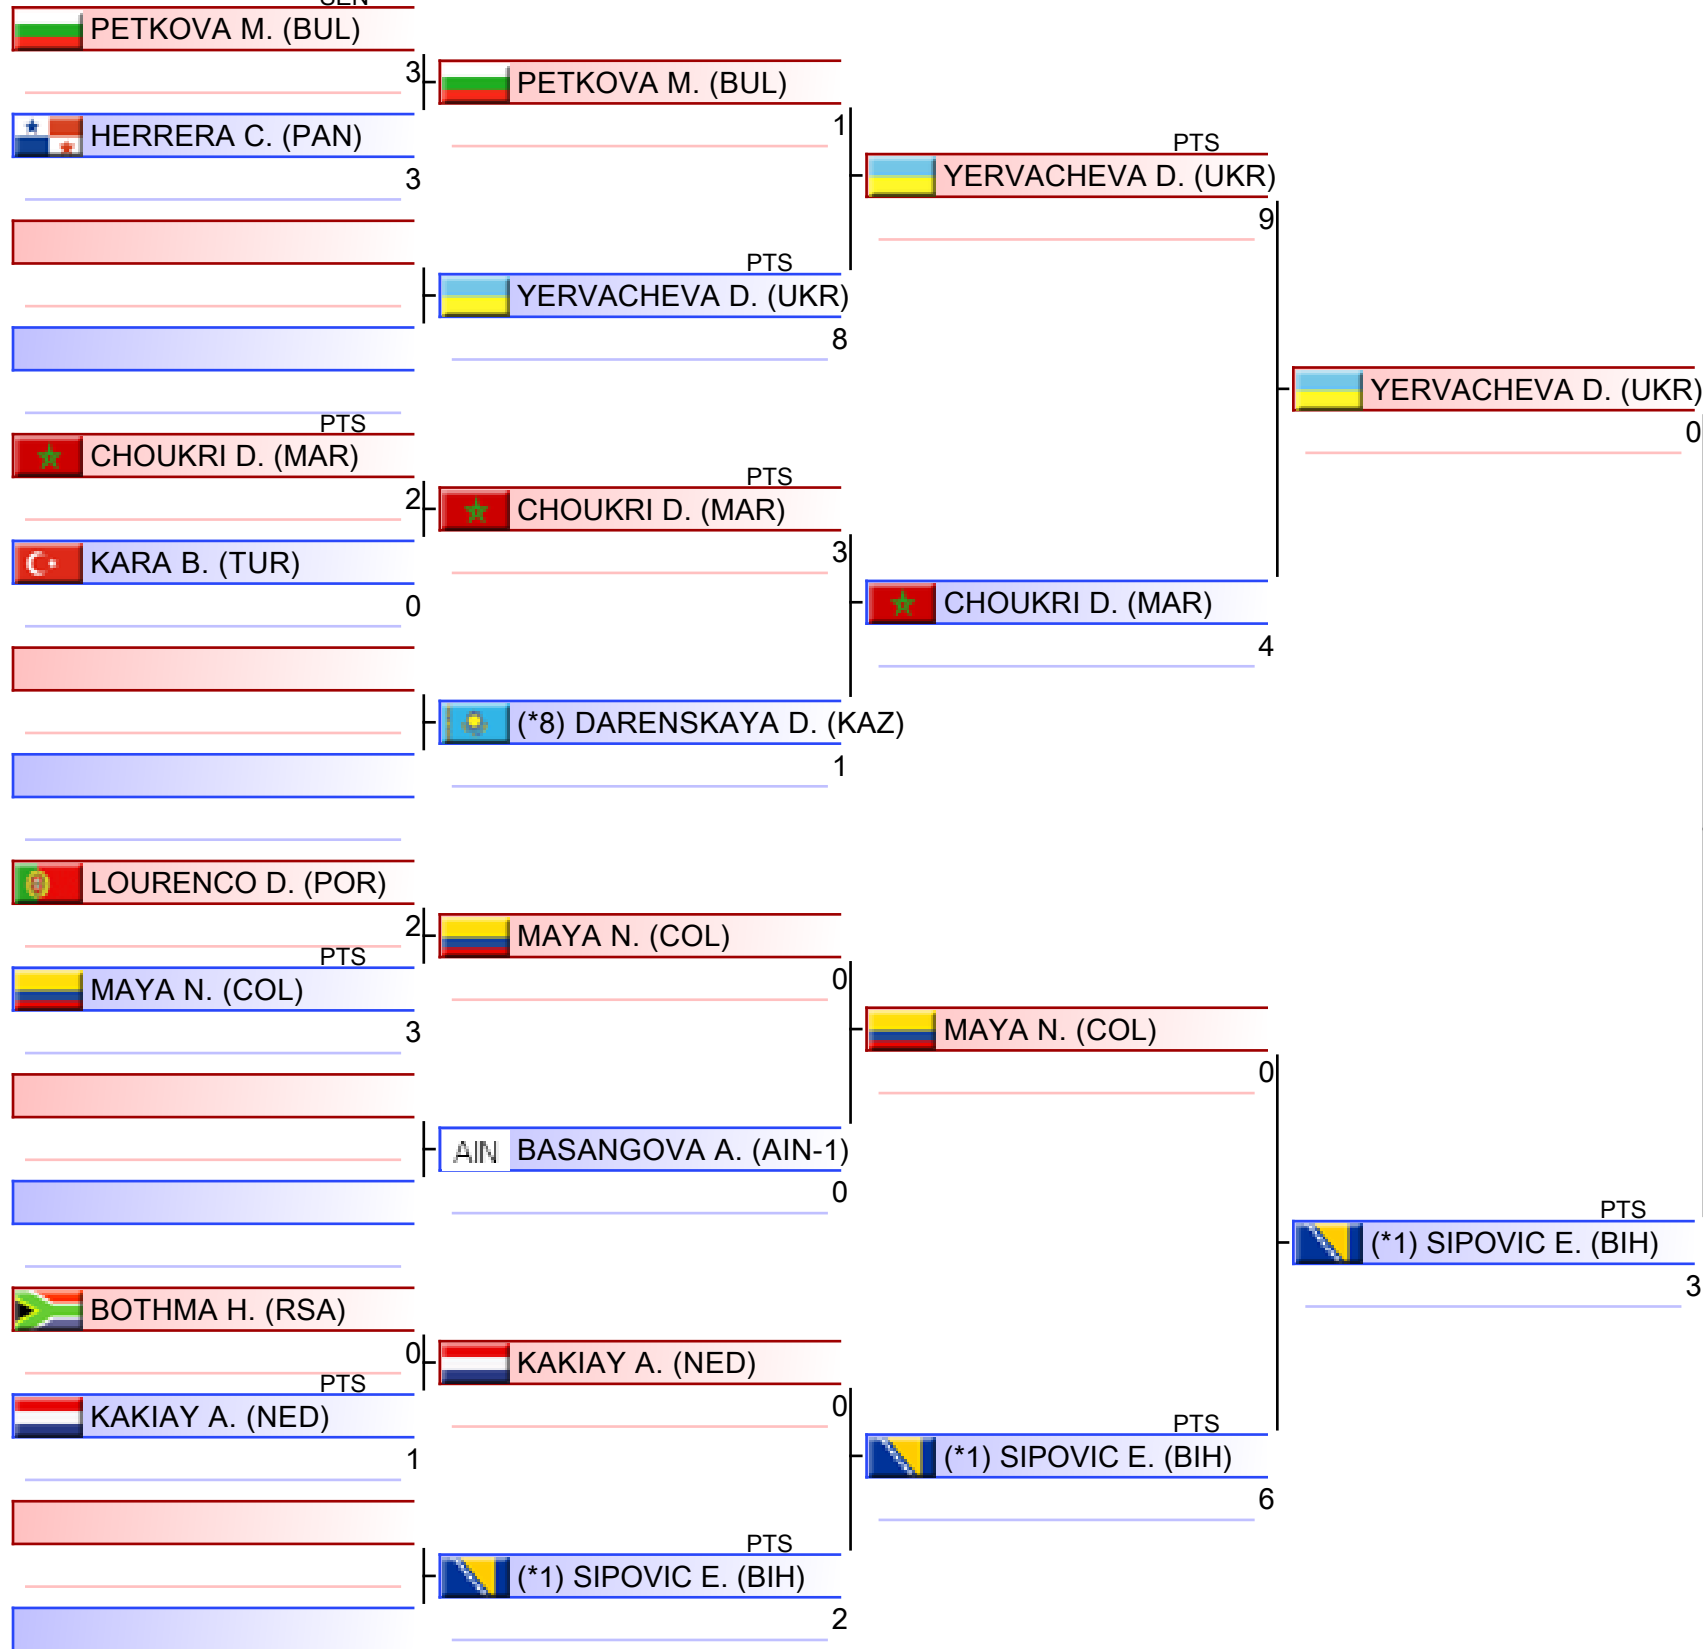 SEN
PETKOVA M. (BUL)
3
HERRERA C. (PAN)
3
PTS
CHOUKRI D. (MAR)
2
KARA B. (TUR)
0
LOURENCO D. (POR)
2
PTS
MAYA N. (COL)
3
BOTHMA H. (RSA)
0
PTS
KAKIAY A. (NED)
1
PETKOVA M. (BUL)
1
PTS
YERVACHEVA D. (UKR)
8
PTS
CHOUKRI D. (MAR)
3
(*8) DARENSKAYA D. (KAZ)
1
MAYA N. (COL)
0
AIN BASANGOVA A. (AIN-1)
0
KAKIAY A. (NED)
0
PTS
(*1) SIPOVIC E. (BIH)
2
PTS
YERVACHEVA D. (UKR)
9
CHOUKRI D. (MAR)
4
MAYA N. (COL)
0
PTS
(*1) SIPOVIC E. (BIH)
6
YERVACHEVA D. (UKR)
0
PTS
(*1) SIPOVIC E. (BIH)
3